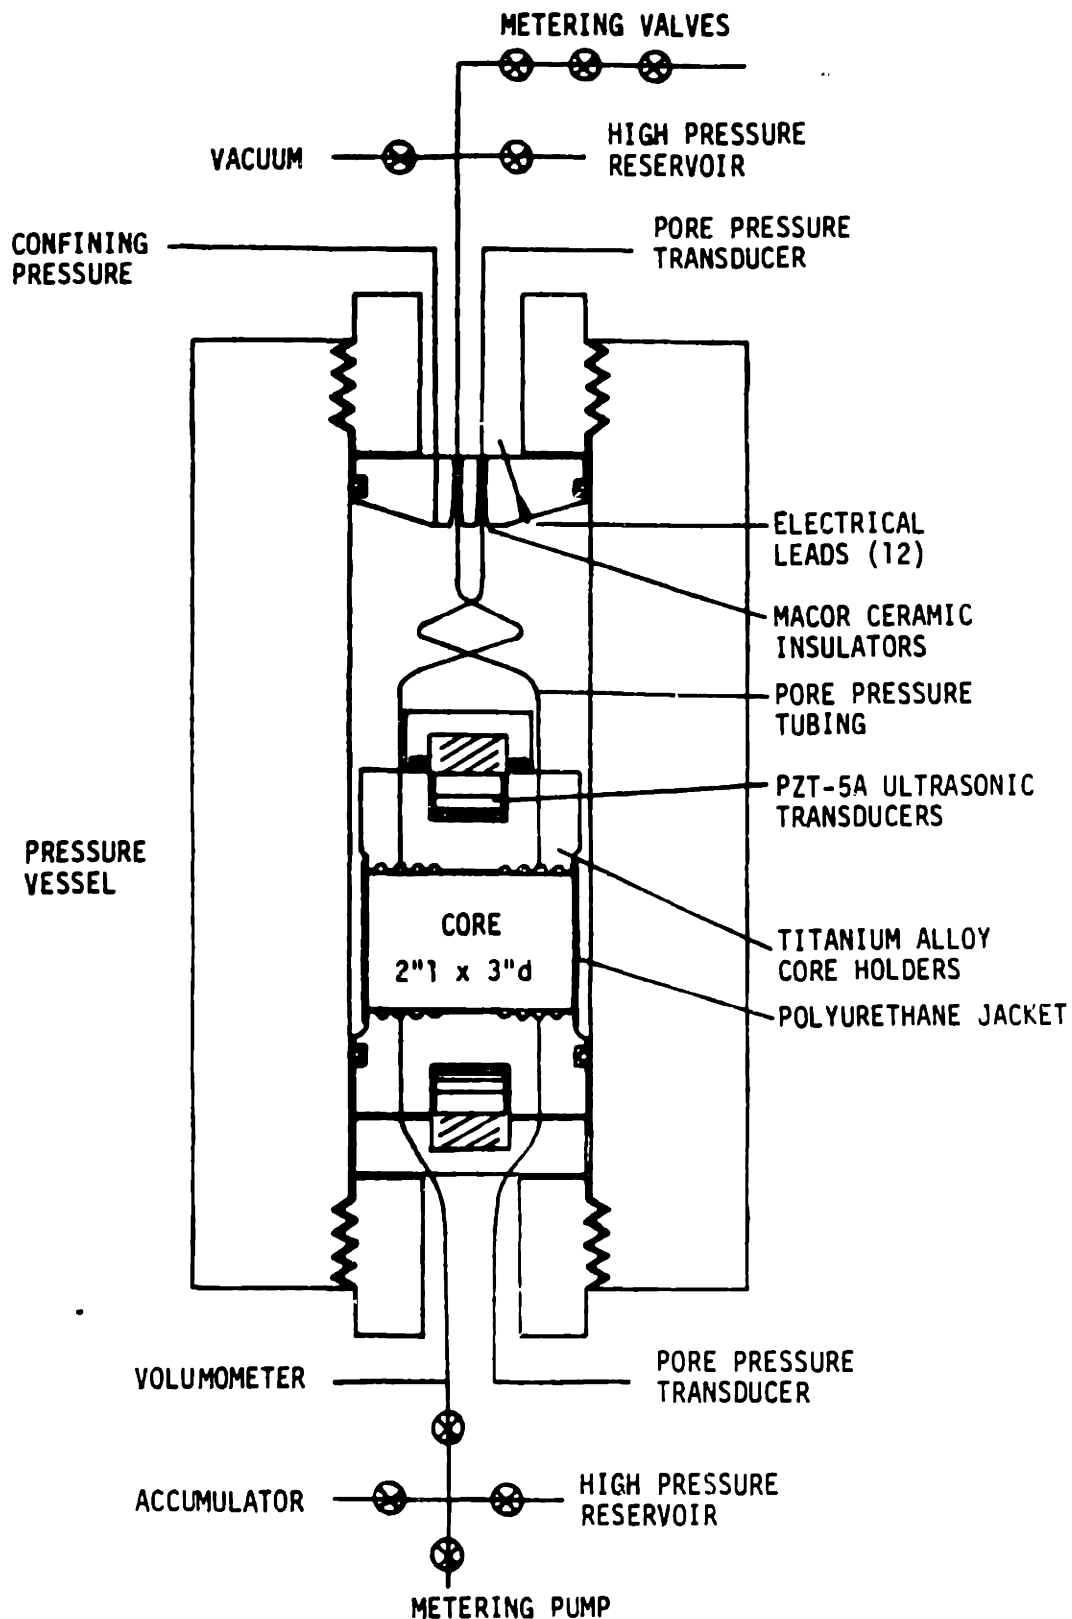 METERING VALVES
VACUUM
HIGH PRESSURE
RESERVOIR
CONFINING
PRESSURE
PORE PRESSURE
TRANSDUCER
ELECTRICAL
LEADS (12)
MACOR CERAMIC
INSULATORS
PORE PRESSURE
TUBING
PZT-5A ULTRASONIC
TRANSDUCERS
PRESSURE
VESSEL
CORE
2"l x 3"d
TITANIUM ALLOY
CORE HOLDERS
POLYURETHANE JACKET
VOLUMOMETER
PORE PRESSURE
TRANSDUCER
ACCUMULATOR
HIGH PRESSURE
RESERVOIR
METERING PUMP